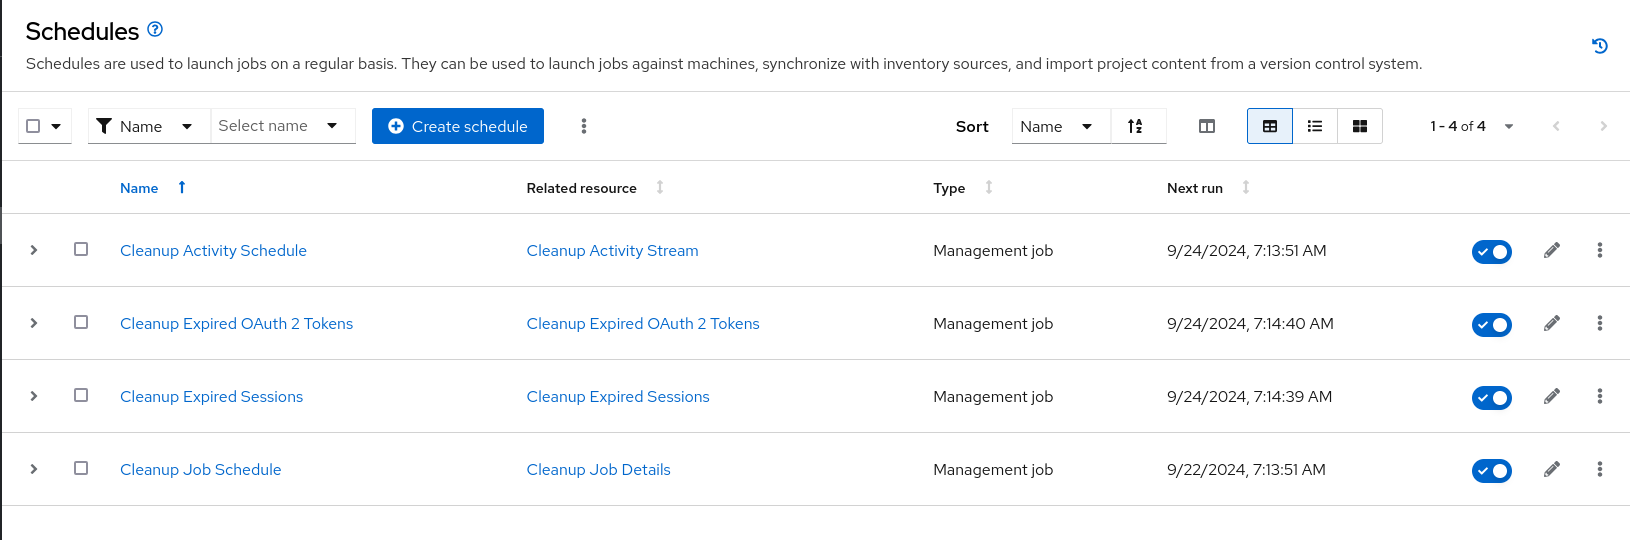 Schedules
Schedules are used to launch jobs on a regular basis. They can be used to launch jobs against machines, synchronize with inventory sources, and import project content from a version control system.
Name Select name Create schedule Sort Name 1 - 4 of 4
Name Related resource Type Next run
Cleanup Activity Schedule Cleanup Activity Stream Management job 9/24/2024, 7:13:51 AM
Cleanup Expired OAuth 2 Tokens Cleanup Expired OAuth 2 Tokens Management job 9/24/2024, 7:14:40 AM
Cleanup Expired Sessions Cleanup Expired Sessions Management job 9/24/2024, 7:14:39 AM
Cleanup Job Schedule Cleanup Job Details Management job 9/22/2024, 7:13:51 AM